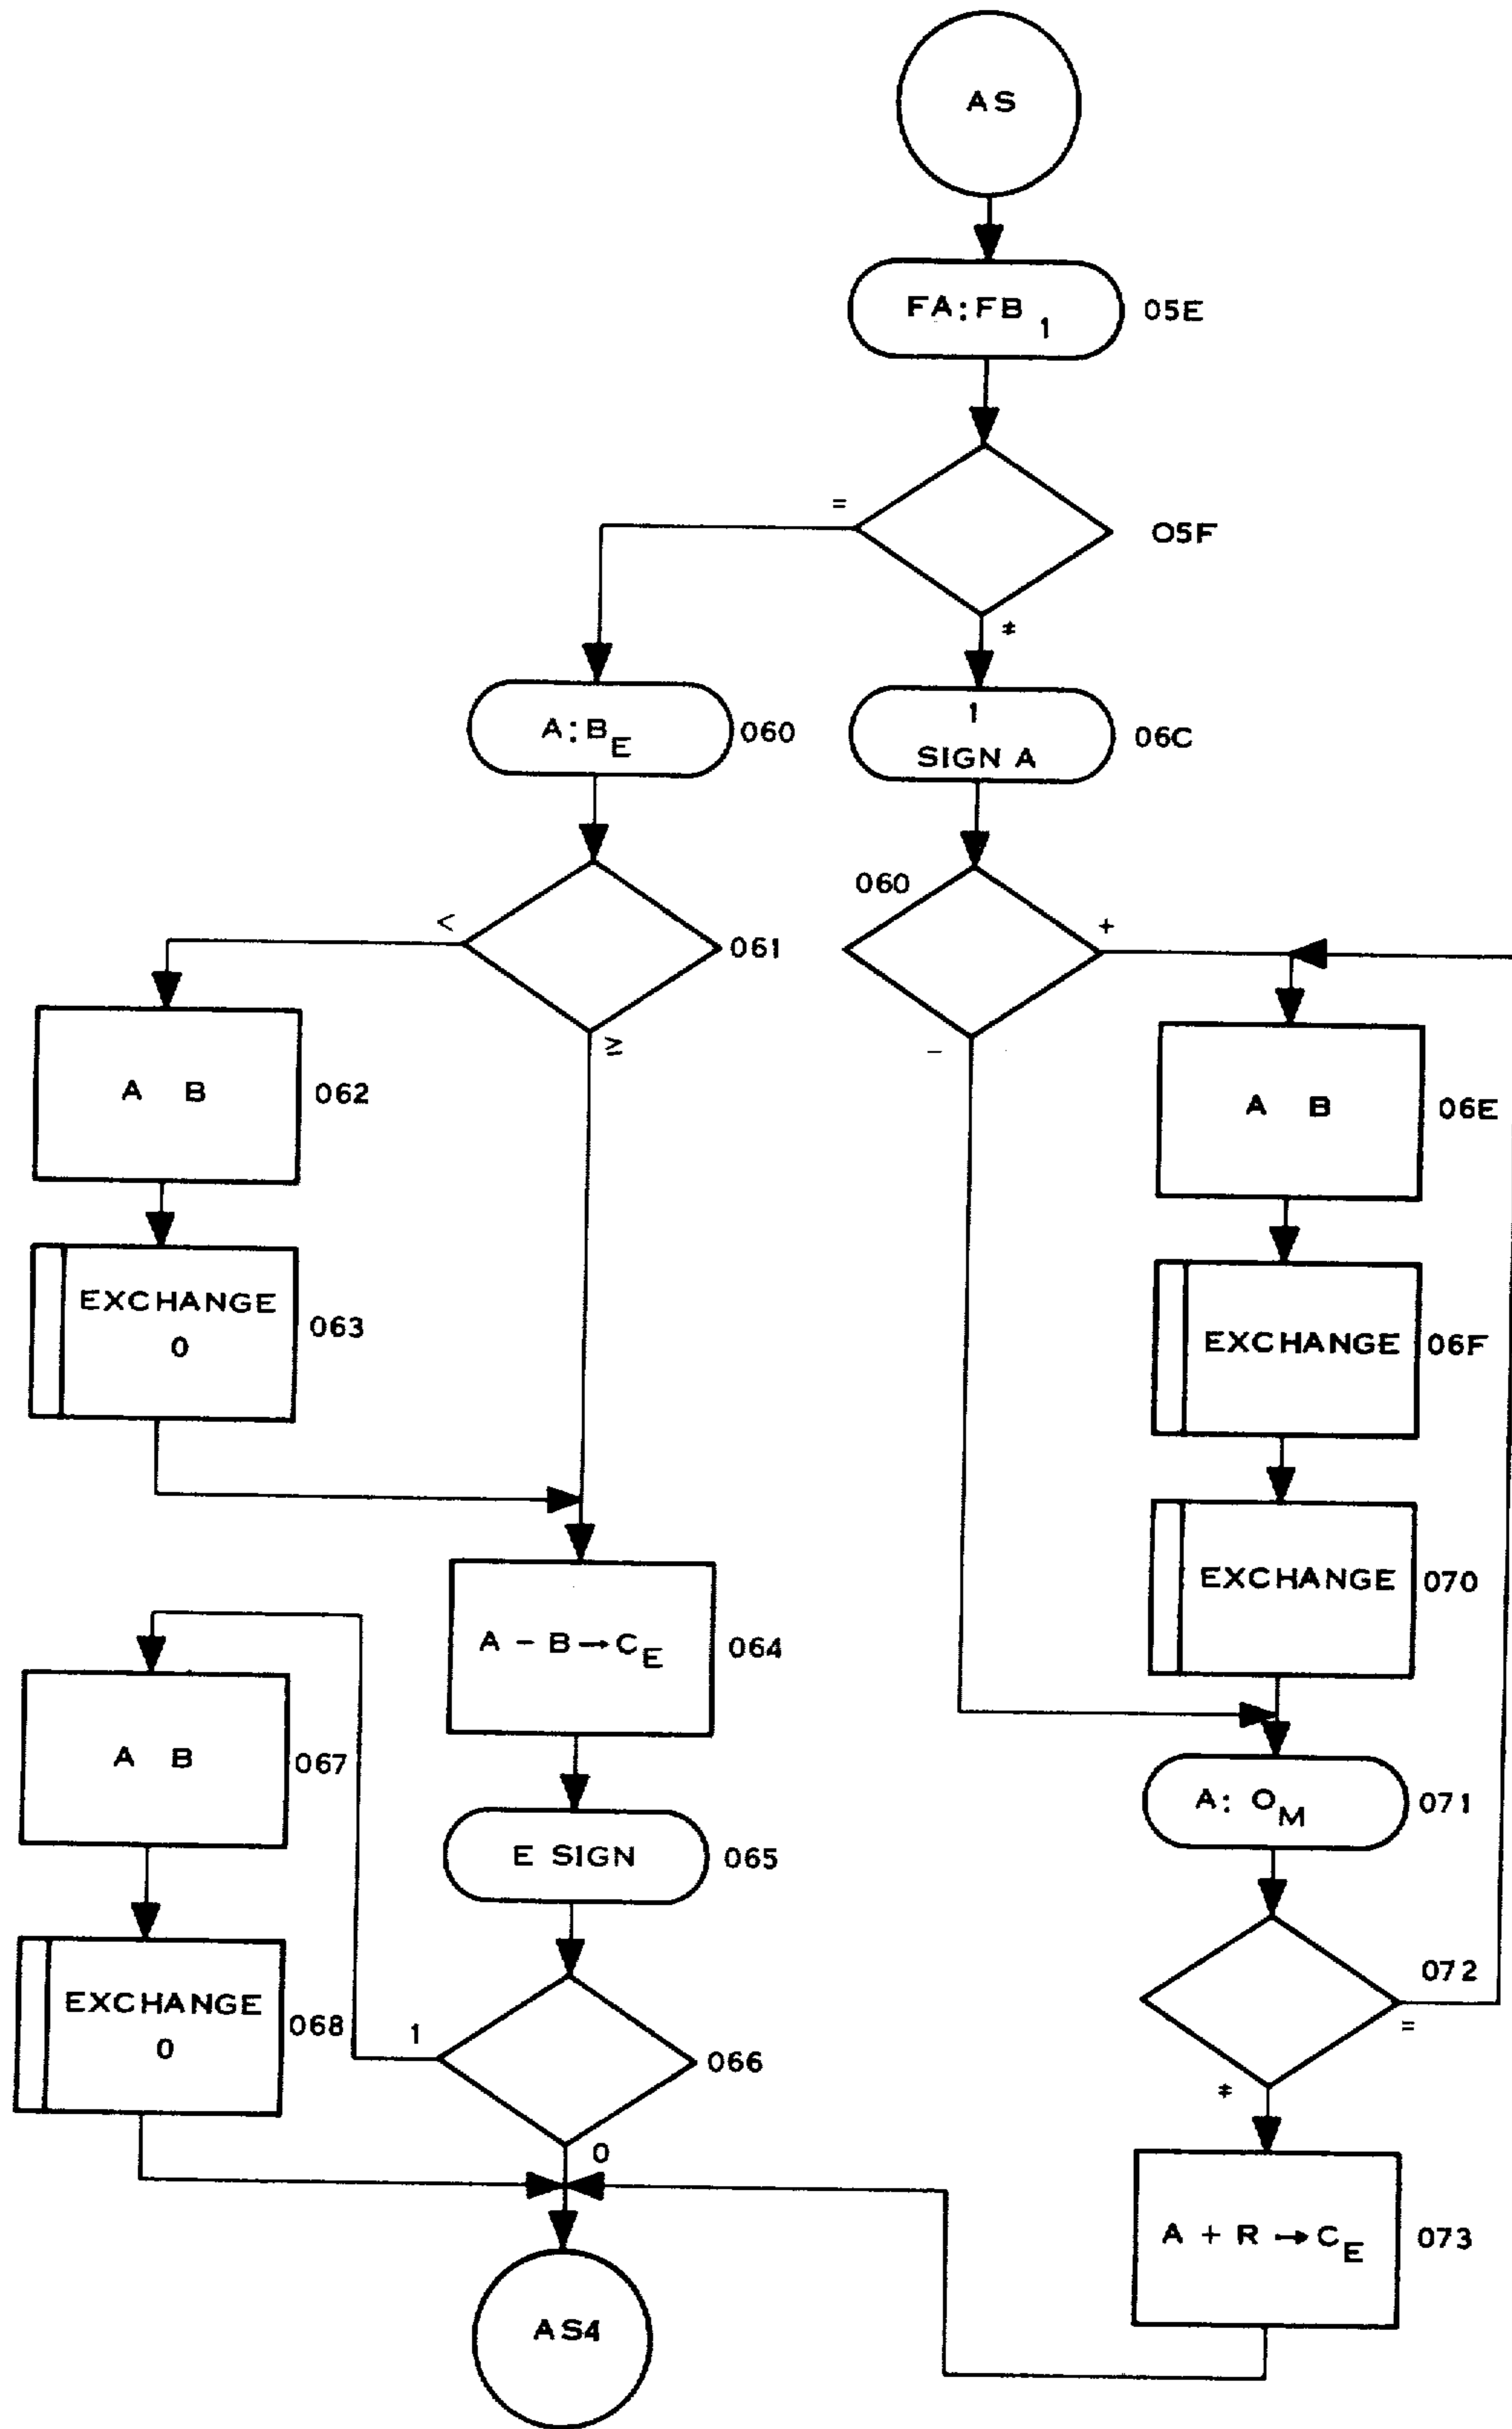 AS
FA:FB 1 05E
=
05F
≠
A:B E 060
1
SIGN A 06C
060
+
-
<
061
≥
A B 062
A B 06E
EXCHANGE
0
063
EXCHANGE 06F
EXCHANGE 070
A - B → C E 064
A B 067
A: O M 071
E SIGN 065
EXCHANGE
0
068
1
066
0
072
=
≠
A + R → C E 073
AS4